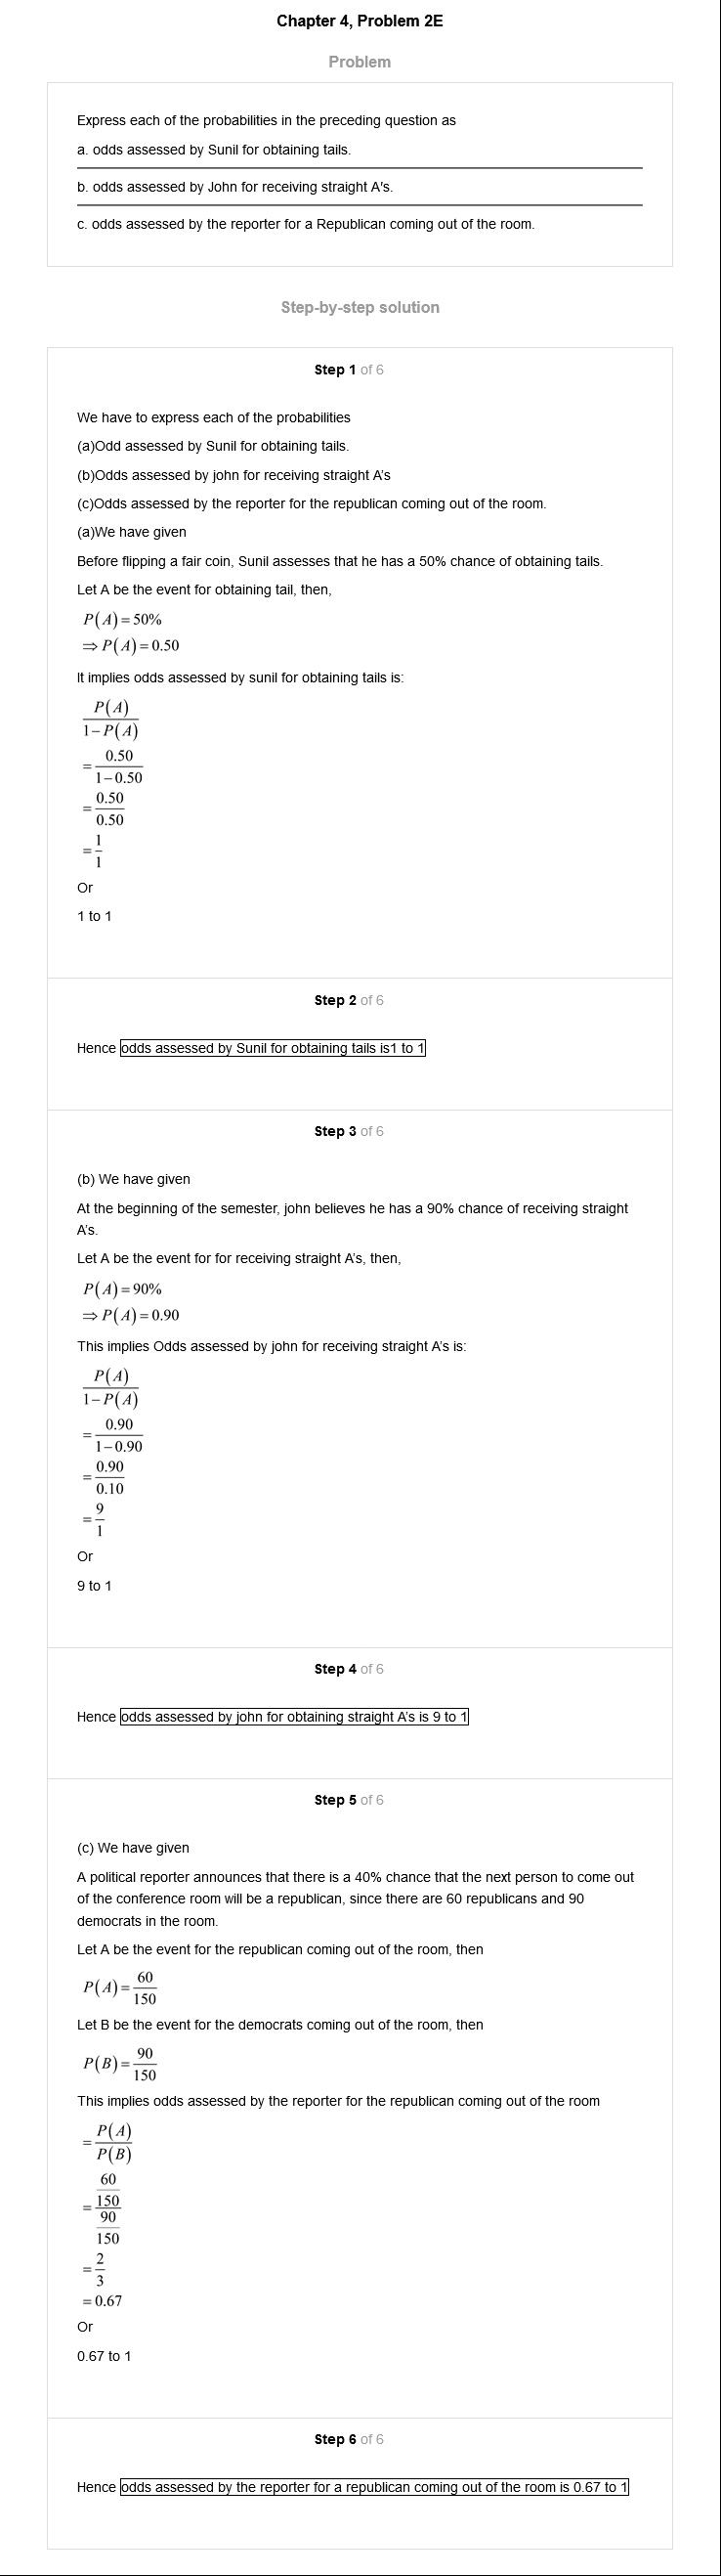 Chapter 4, Problem 2E
Problem
Express each of the probabilities in the preceding question as
a. odds assessed by Sunil for obtaining tails.
b. odds assessed by John for receiving straight A's.
c. odds assessed by the reporter for a Republican coming out of the room.
Step-by-step solution
Step 1 of 6
We have to express each of the probabilities
(a)Odd assessed by Sunil for obtaining tails.
(b)Odds assessed by john for receiving straight A's
(c)Odds assessed by the reporter for the republican coming out of the room.
(a)We have given
Before flipping a fair coin, Sunil assesses that he has a 50% chance of obtaining tails.
Let A be the event for obtaining tail, then,
P(A)=50%
⇒P(A)=0.50
It implies odds assessed by sunil for obtaining tails is:
P(A)
1−P(A)
= 0.50
1−0.50
= 0.50
0.50
= 1
1
Or
1 to 1
Step 2 of 6
Hence odds assessed by Sunil for obtaining tails is1 to 1
Step 3 of 6
(b) We have given
At the beginning of the semester, john believes he has a 90% chance of receiving straight
A's.
Let A be the event for for receiving straight A's, then,
P(A)=90%
⇒P(A)=0.90
This implies Odds assessed by john for receiving straight A's is:
P(A)
1−P(A)
= 0.90
1−0.90
= 0.90
0.10
= 9
1
Or
9 to 1
Step 4 of 6
Hence odds assessed by john for obtaining straight A's is 9 to 1
Step 5 of 6
(c) We have given
A political reporter announces that there is a 40% chance that the next person to come out
of the conference room will be a republican, since there are 60 republicans and 90
democrats in the room.
Let A be the event for the republican coming out of the room, then
P(A)= 60
150
Let B be the event for the democrats coming out of the room, then
P(B)= 90
150
This implies odds assessed by the reporter for the republican coming out of the room
= P(A)
P(B)
60
= 150
90
150
= 2
3
=0.67
Or
0.67 to 1
Step 6 of 6
Hence odds assessed by the reporter for a republican coming out of the room is 0.67 to 1